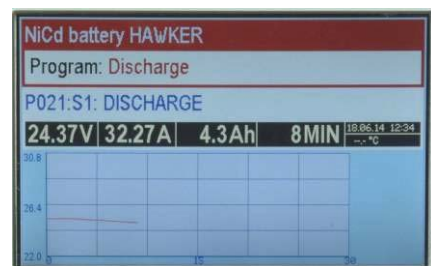 NiCd battery HAWKER
Program: Discharge
P021:S1: DISCHARGE
24.37V 32.27A 4.3Ah 8MIN 18.06.14 12:34
--.- °C
30.8
26.4
22.0 0 15 30